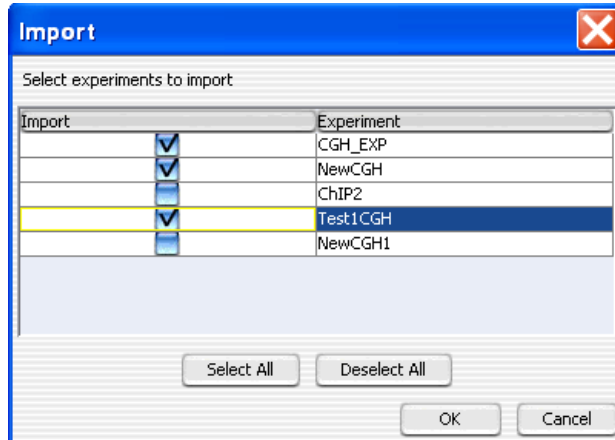 Import
Select experiments to import
Import Experiment
CGH_EXP
NewCGH
ChIP2
Test1CGH
NewCGH1
Select All Deselect All
OK Cancel